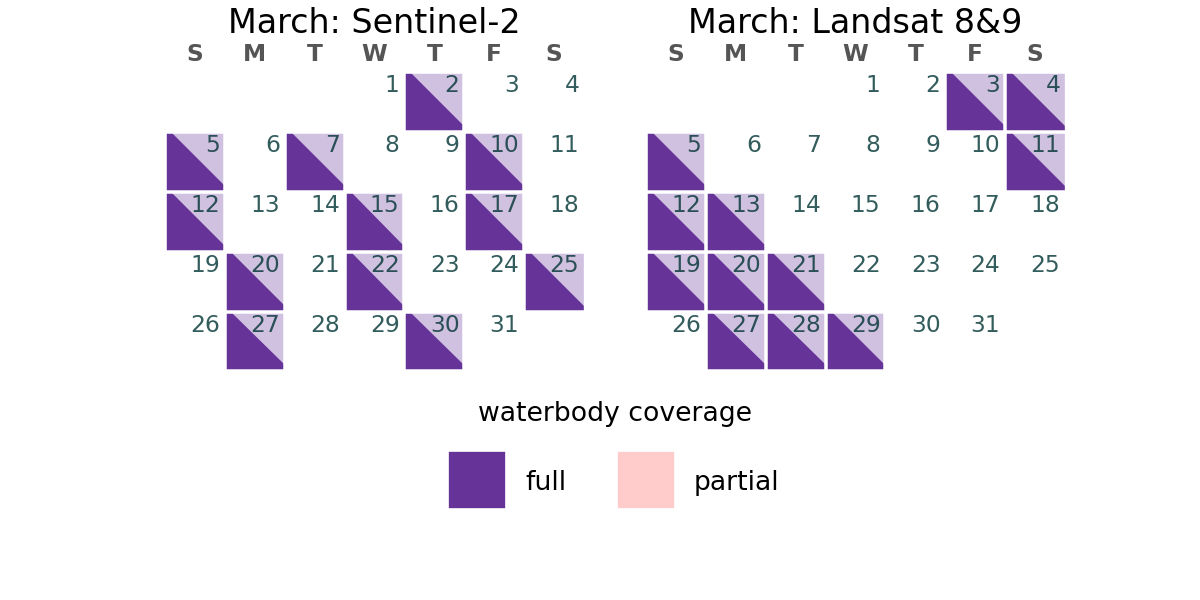 March: Sentinel-2
S M T W T F S
1 2 3 4
5 6 7 8 9 10 11
12 13 14 15 16 17 18
19 20 21 22 23 24 25
26 27 28 29 30 31
March: Landsat 8&9
S M T W T F S
1 2 3 4
5 6 7 8 9 10 11
12 13 14 15 16 17 18
19 20 21 22 23 24 25
26 27 28 29 30 31
waterbody coverage
full partial